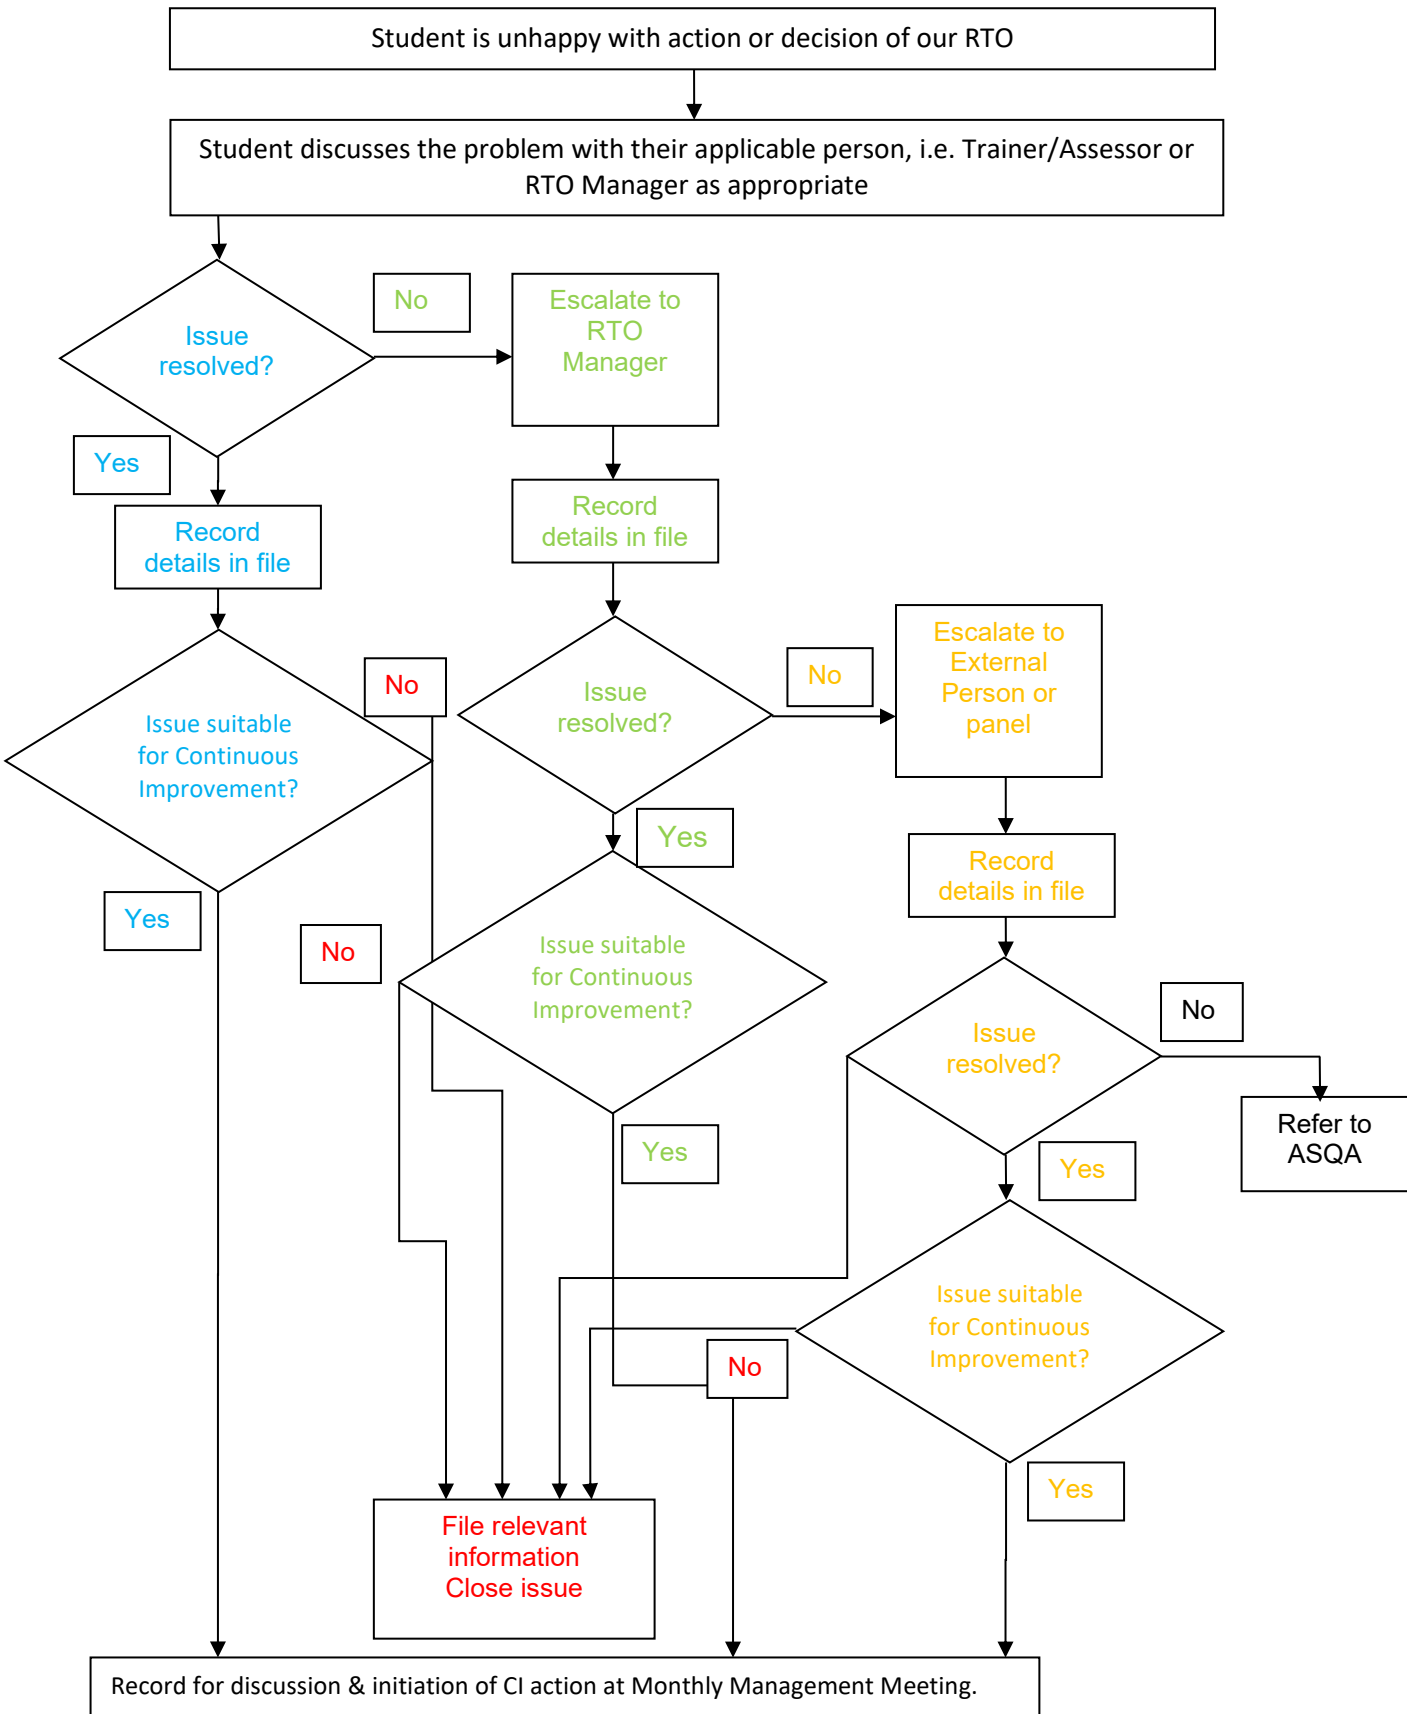 Student is unhappy with action or decision of our RTO
Student discusses the problem with their applicable person, i.e. Trainer/Assessor or
RTO Manager as appropriate
No
Escalate to
RTO
Manager
Issue
resolved?
Yes
Record
details in file
Record
details in file
Escalate to
External
Person or
panel
No
No
Issue
resolved?
Issue suitable
for Continuous
Improvement?
Yes
Record
details in file
Yes
No
Issue suitable
for Continuous
Improvement?
No
Issue
resolved?
Refer to
ASQA
Yes
Yes
Issue suitable
for Continuous
Improvement?
No
Yes
File relevant
information
Close issue
Record for discussion & initiation of CI action at Monthly Management Meeting.